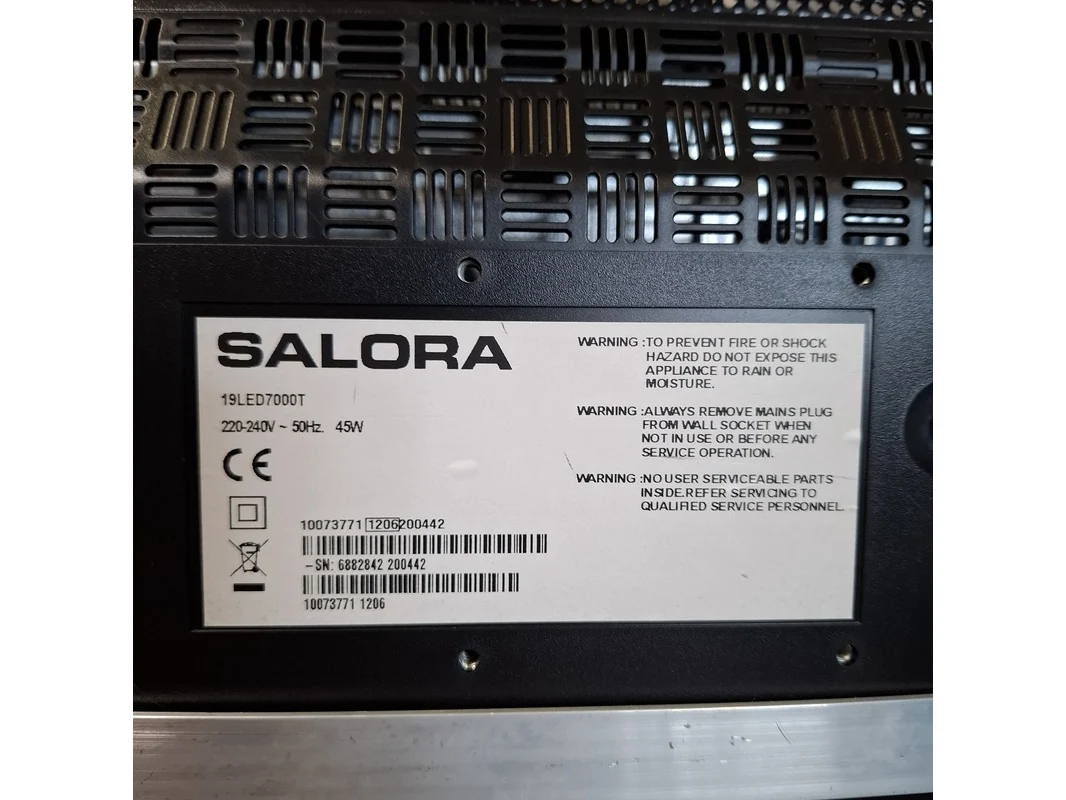 SALORA
19LED7000T
220-240V ~ 50Hz. 45W
CE
10073771 1206200442
-SN: 6882842 200442
10073771 1206
WARNING :TO PREVENT FIRE OR SHOCK
HAZARD DO NOT EXPOSE THIS
APPLIANCE TO RAIN OR
MOISTURE.
WARNING :ALWAYS REMOVE MAINS PLUG
FROM WALL SOCKET WHEN
NOT IN USE OR BEFORE ANY
SERVICE OPERATION.
WARNING :NO USER SERVICEABLE PARTS
INSIDE.REFER SERVICING TO
QUALIFIED SERVICE PERSONNEL.